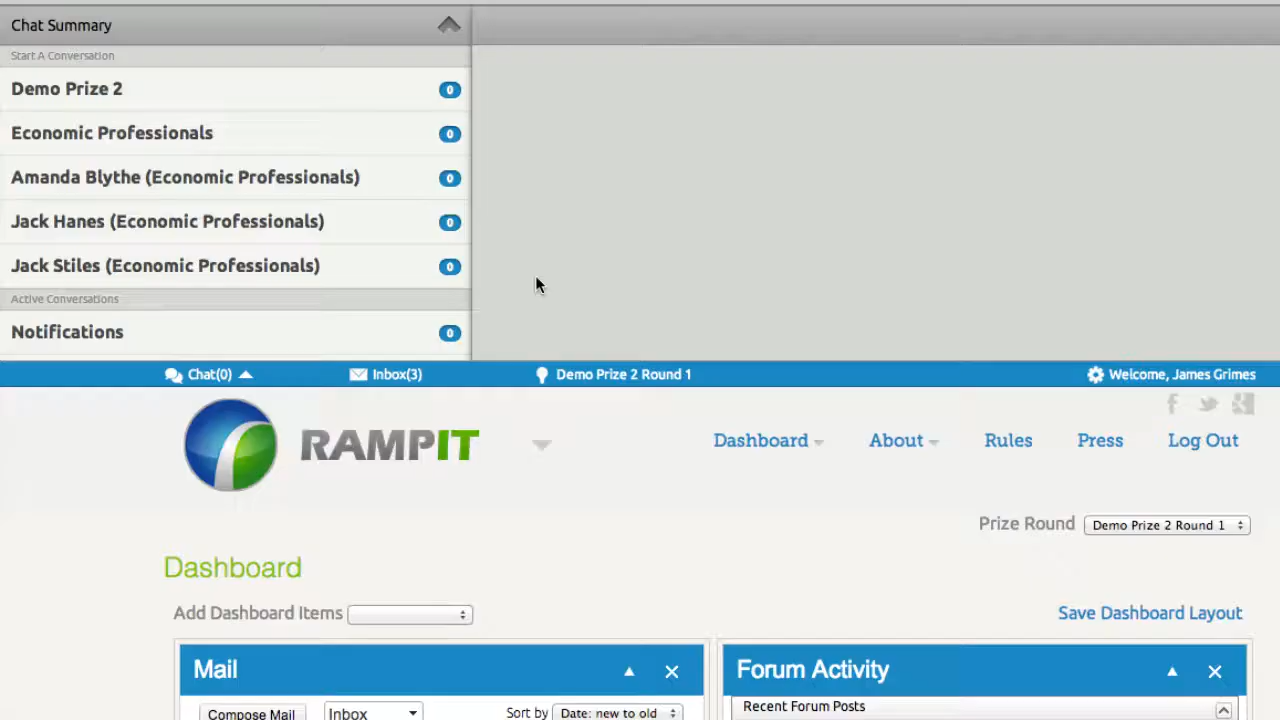 Chat Summary
Start A Conversation
Demo Prize 2 0
Economic Professionals 0
Amanda Blythe (Economic Professionals) 0
Jack Hanes (Economic Professionals) 0
Jack Stiles (Economic Professionals) 0
Active Conversations
Notifications 0
Chat(0) Inbox(3) Demo Prize 2 Round 1 Welcome, James Grimes
RAMPIT
Dashboard About Rules Press Log Out
Prize Round Demo Prize 2 Round 1
Dashboard
Add Dashboard Items Save Dashboard Layout
Mail Forum Activity
Compose Mail Inbox Sort by Date: new to old Recent Forum Posts